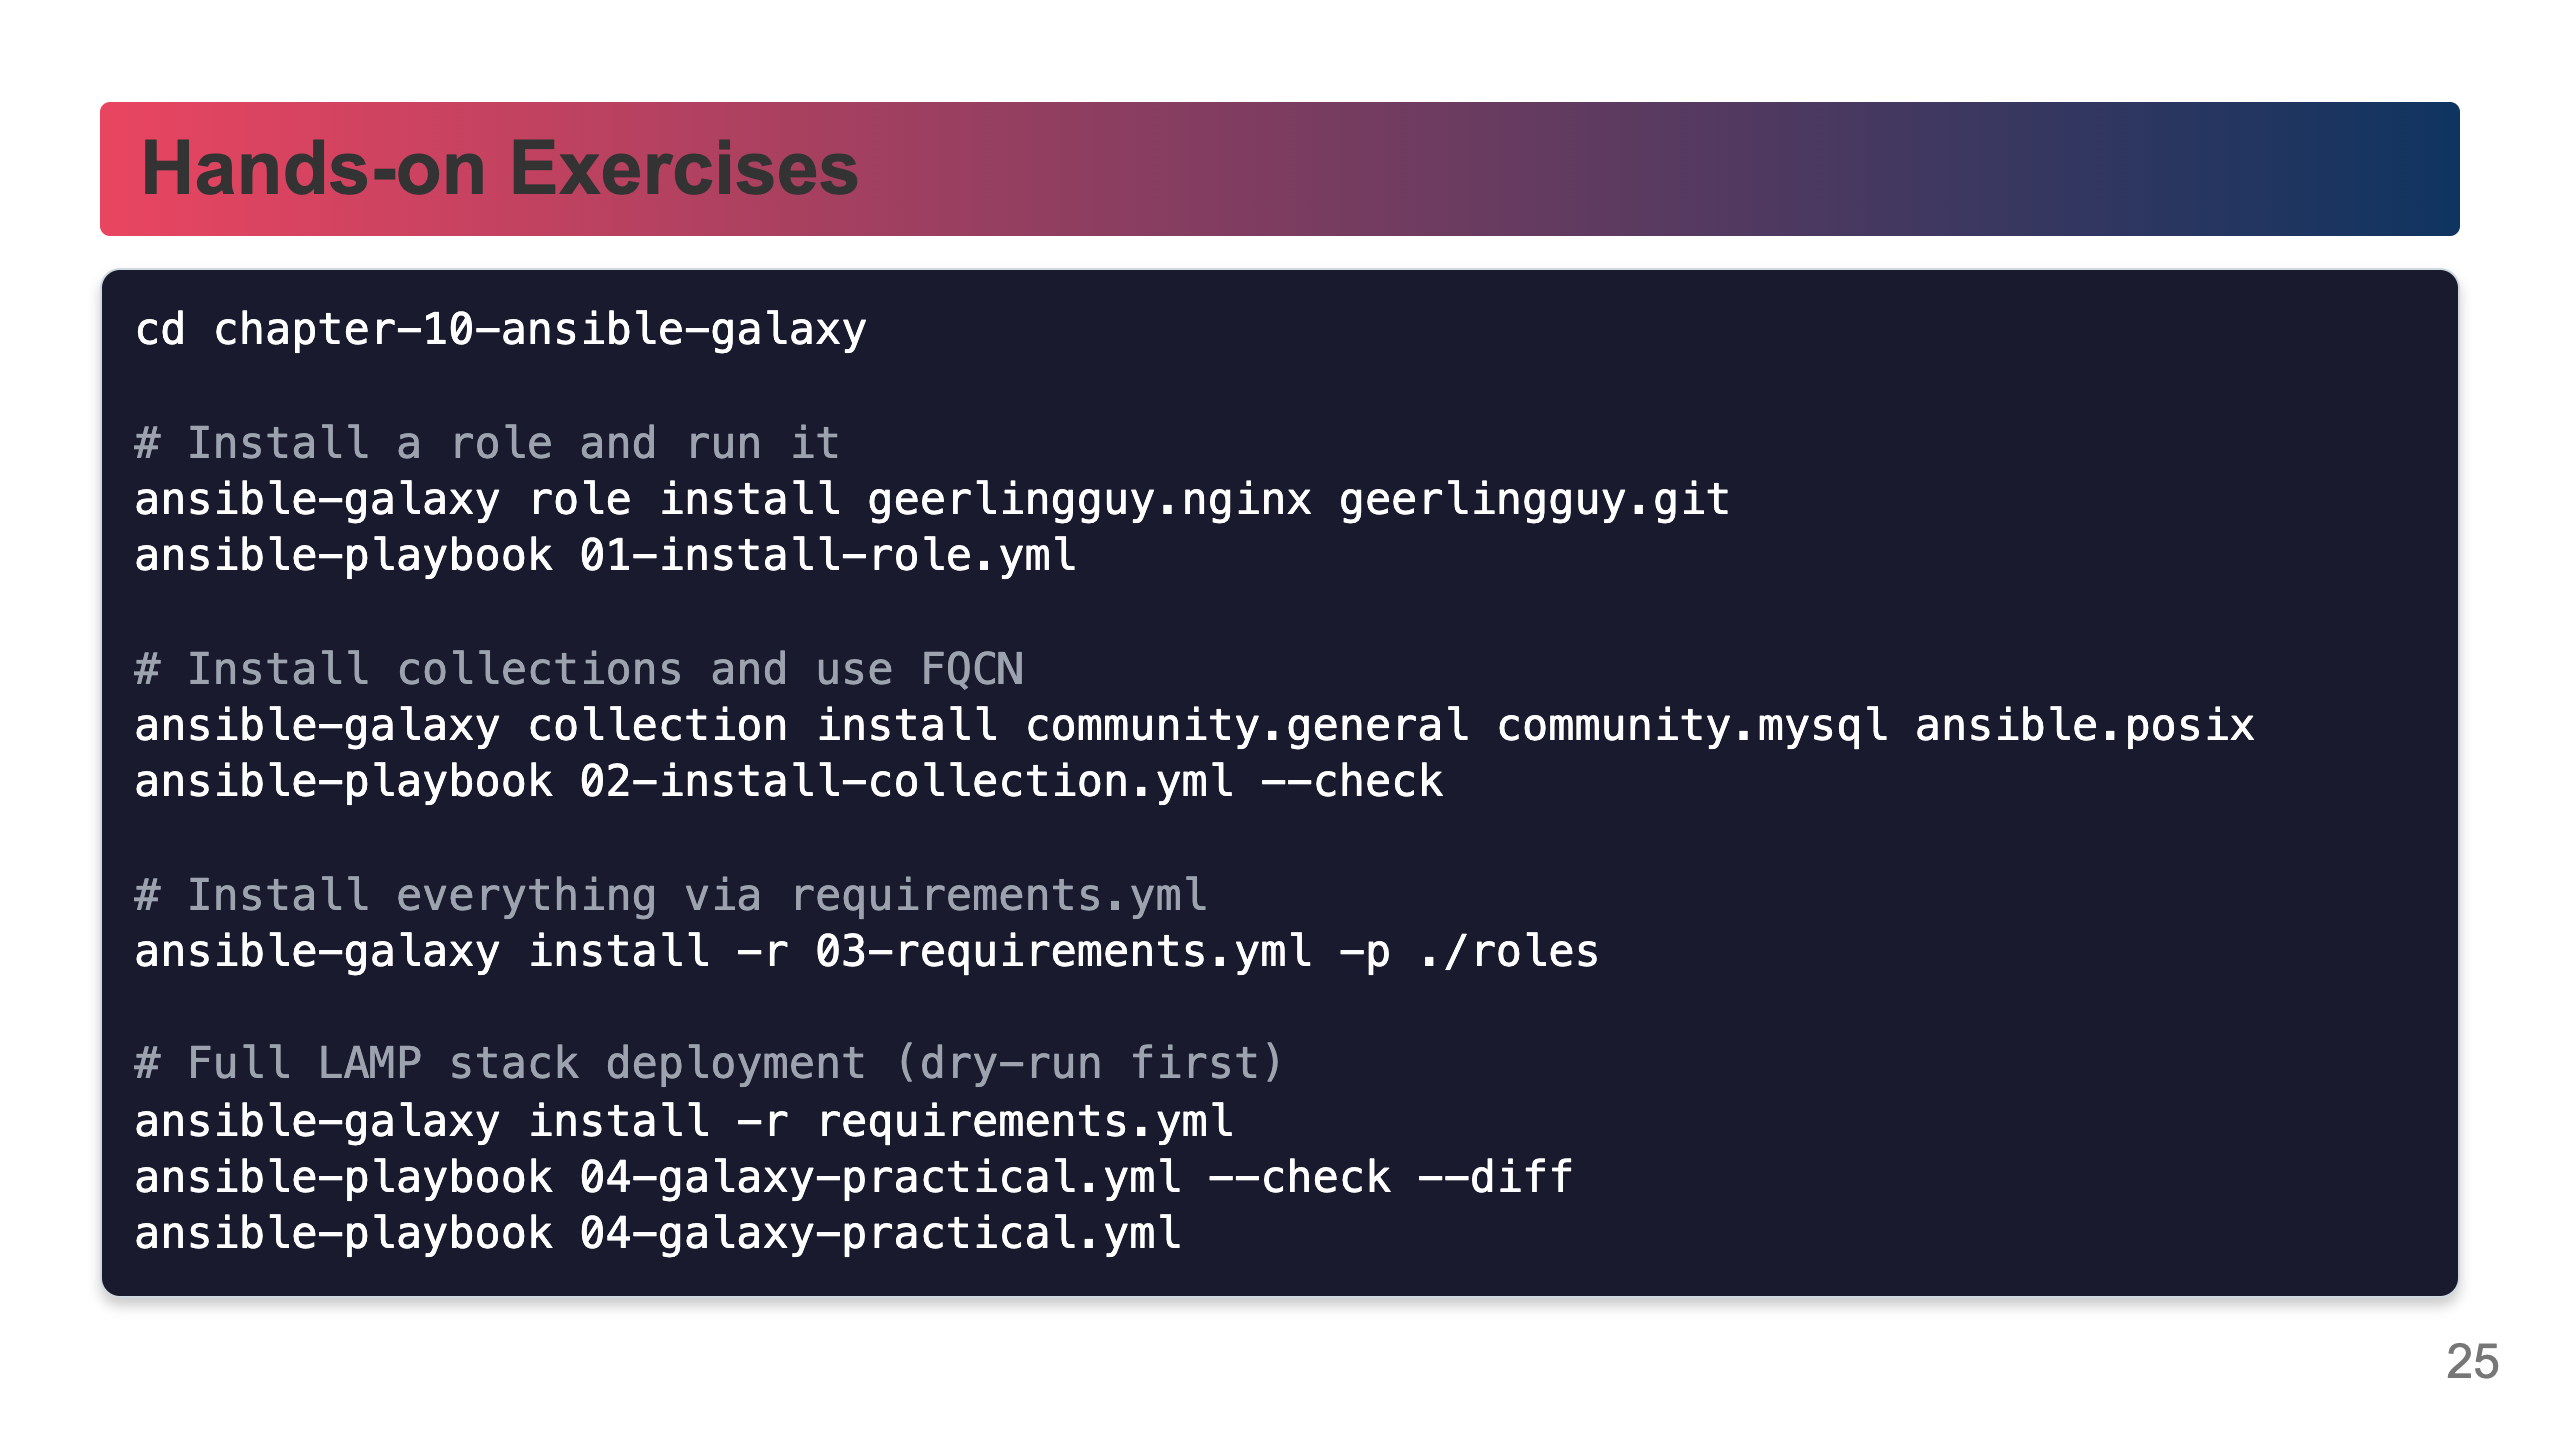 Hands-on Exercises
cd chapter-10-ansible-galaxy
# Install a role and run it
ansible-galaxy role install geerlingguy.nginx geerlingguy.git
ansible-playbook 01-install-role.yml
# Install collections and use FQCN
ansible-galaxy collection install community.general community.mysql ansible.posix
ansible-playbook 02-install-collection.yml --check
# Install everything via requirements.yml
ansible-galaxy install -r 03-requirements.yml -p ./roles
# Full LAMP stack deployment (dry-run first)
ansible-galaxy install -r requirements.yml
ansible-playbook 04-galaxy-practical.yml --check --diff
ansible-playbook 04-galaxy-practical.yml
25